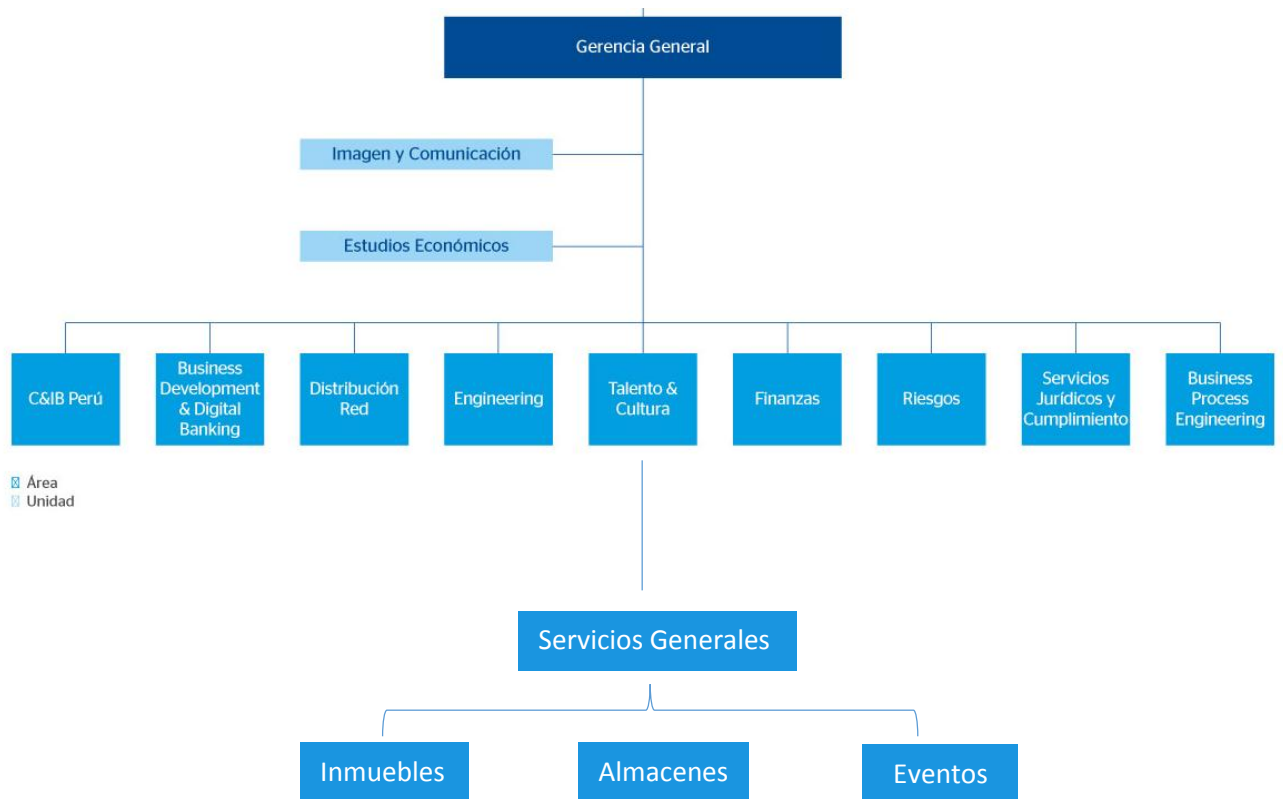 Gerencia General
Imagen y Comunicación
Estudios Económicos
C&IB Perú
Business
Development
& Digital
Banking
Distribución
Red
Engineering
Talento &
Cultura
Finanzas
Riesgos
Servicios
Jurídicos y
Cumplimiento
Business
Process
Engineering
Área
Unidad
Servicios Generales
Inmuebles
Almacenes
Eventos